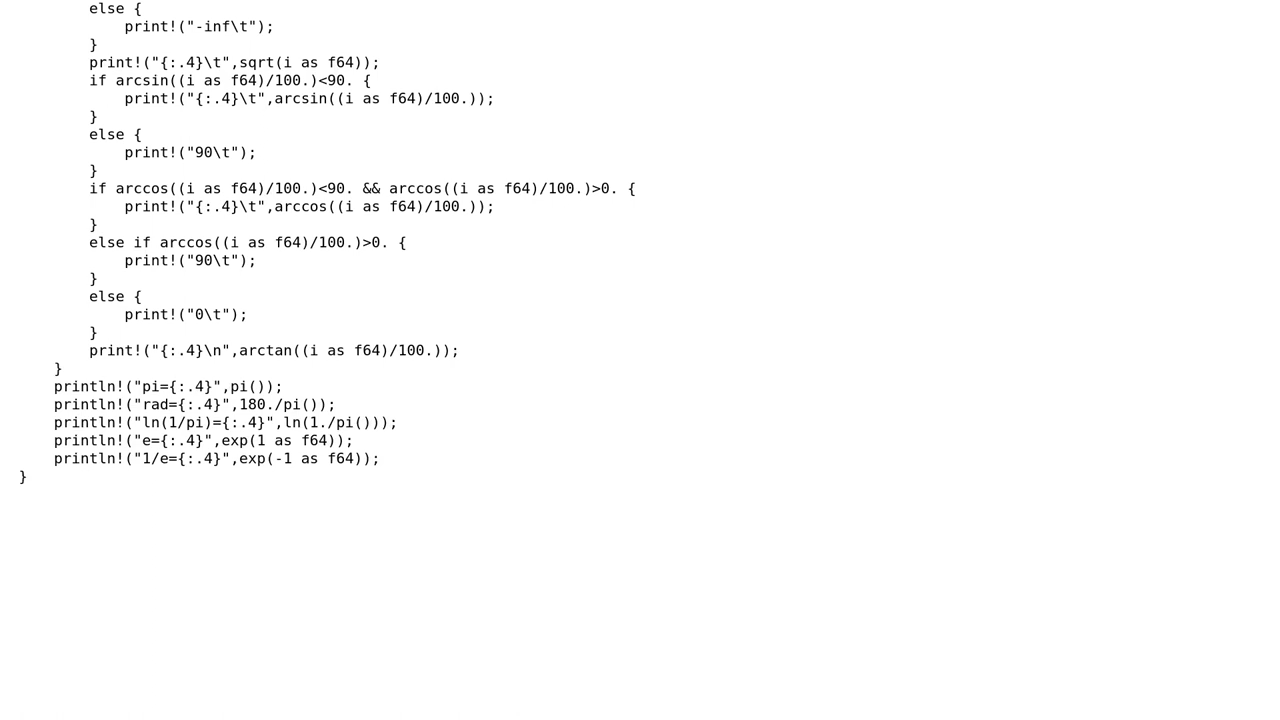 else {
print!("-inf\t");
}
print!("{:.4}\t",sqrt(i as f64));
if arcsin((i as f64)/100.)<90. {
print!("{:.4}\t",arcsin((i as f64)/100.));
}
else {
print!("90\t");
}
if arccos((i as f64)/100.)<90. && arccos((i as f64)/100.)>0. {
print!("{:.4}\t",arccos((i as f64)/100.));
}
else if arccos((i as f64)/100.)>0. {
print!("90\t");
}
else {
print!("0\t");
}
print!("{:.4}\n",arctan((i as f64)/100.));
}
println!("pi={:.4}",pi());
println!("rad={:.4}",180./pi());
println!("ln(1/pi)={:.4}",ln(1./pi()));
println!("e={:.4}",exp(1 as f64));
println!("1/e={:.4}",exp(-1 as f64));
}